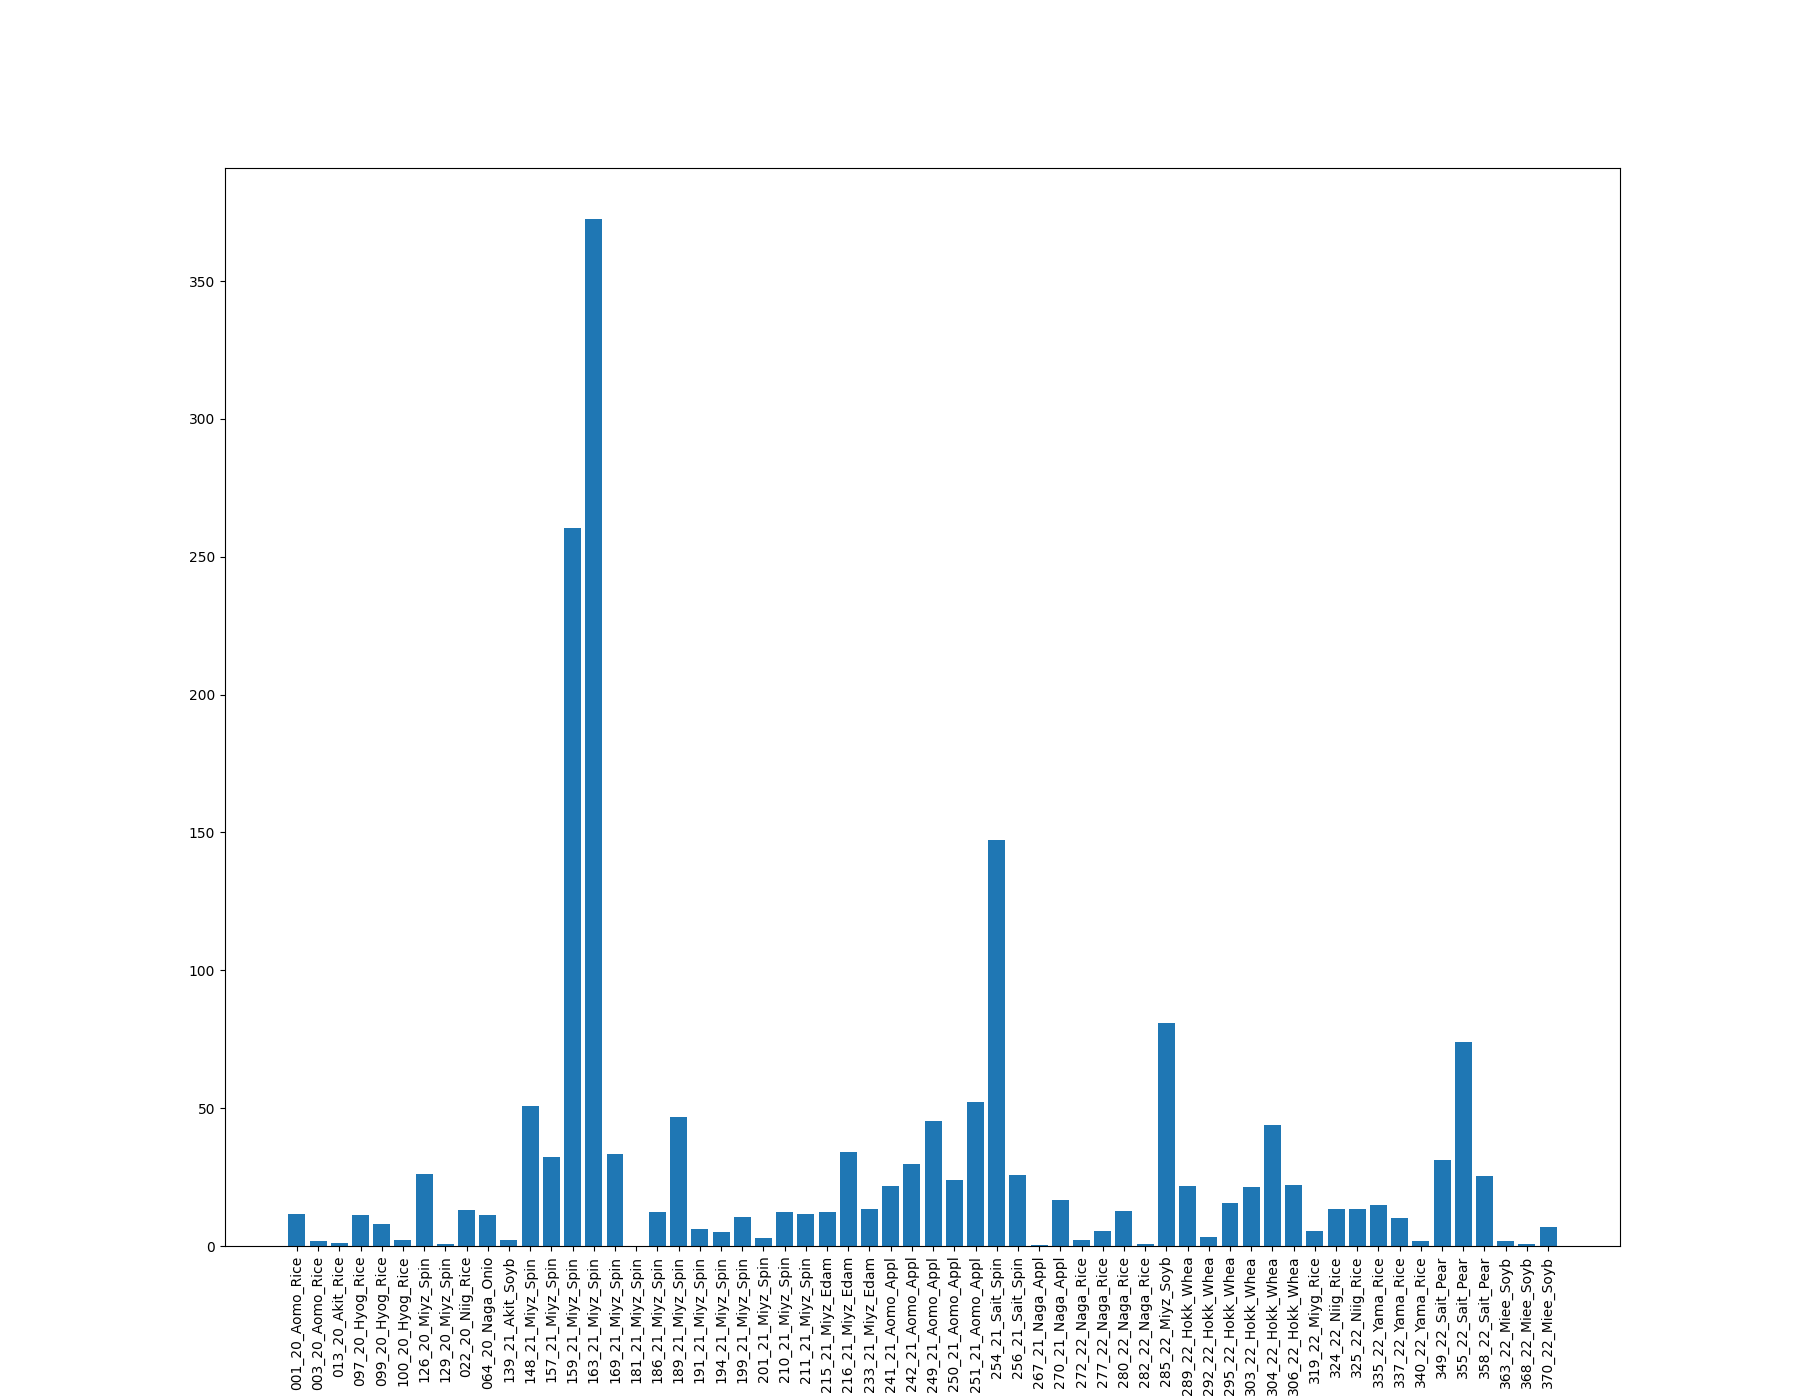 350
300
250
200
150
100
50
0
001_20_Aomo_Rice
003_20_Aomo_Rice
013_20_Akit_Rice
097_20_Hyog_Rice
099_20_Hyog_Rice
100_20_Hyog_Rice
126_20_Miyz_Spin
129_20_Miyz_Spin
022_20_Niig_Rice
064_20_Naga_Onio
139_21_Akit_Soyb
148_21_Miyz_Spin
157_21_Miyz_Spin
159_21_Miyz_Spin
163_21_Miyz_Spin
169_21_Miyz_Spin
181_21_Miyz_Spin
186_21_Miyz_Spin
189_21_Miyz_Spin
191_21_Miyz_Spin
194_21_Miyz_Spin
199_21_Miyz_Spin
201_21_Miyz_Spin
210_21_Miyz_Spin
211_21_Miyz_Spin
215_21_Miyz_Edam
216_21_Miyz_Edam
233_21_Miyz_Edam
241_21_Aomo_Appl
242_21_Aomo_Appl
249_21_Aomo_Appl
250_21_Aomo_Appl
251_21_Aomo_Appl
254_21_Sait_Spin
256_21_Sait_Spin
267_21_Naga_Appl
270_21_Naga_Appl
272_22_Naga_Rice
277_22_Naga_Rice
280_22_Naga_Rice
282_22_Naga_Rice
285_22_Miyz_Soyb
289_22_Hokk_Whea
292_22_Hokk_Whea
295_22_Hokk_Whea
303_22_Hokk_Whea
304_22_Hokk_Whea
306_22_Hokk_Whea
319_22_Miyg_Rice
324_22_Niig_Rice
325_22_Niig_Rice
335_22_Yama_Rice
337_22_Yama_Rice
340_22_Yama_Rice
349_22_Sait_Pear
355_22_Sait_Pear
358_22_Sait_Pear
363_22_Miee_Soyb
368_22_Miee_Soyb
370_22_Miee_Soyb